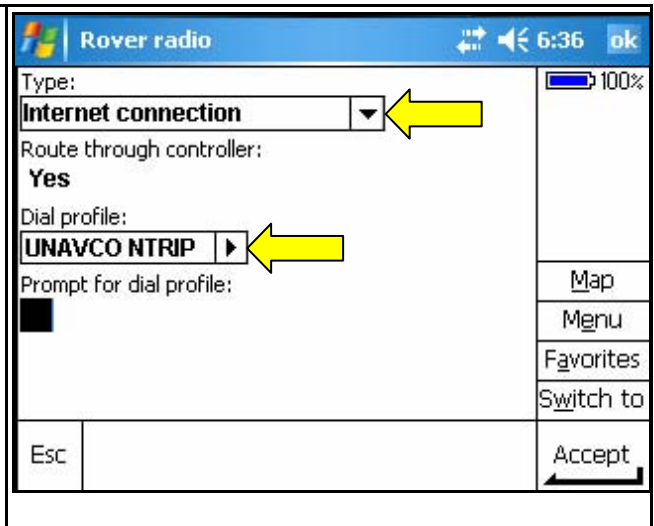 Rover radio 6:36 ok
Type:
100%
Internet connection
Route through controller:
Yes
Dial profile:
UNAVCO NTRIP
Prompt for dial profile:
Map
Menu
Favorites
Switch to
Esc
Accept